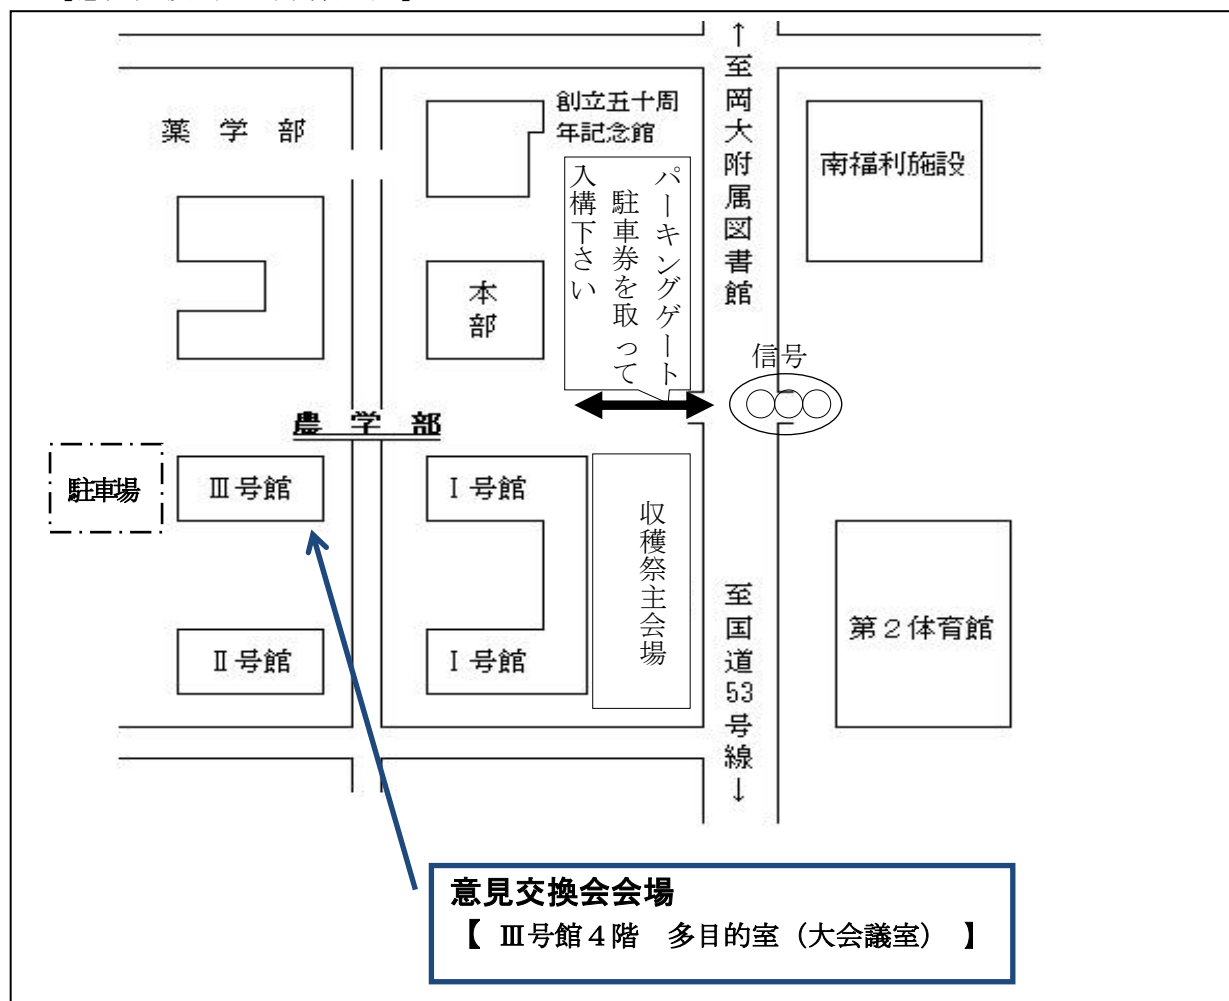 ↑至岡大附属図書館
創立五十周
年記念館
薬学部
南福利施設
パーキングゲート
駐車券を取って
入構下さい
本部
信号
農学部
駐車場
Ⅲ号館
Ⅰ号館
収穫祭主会場
至国道53号線↓
第2体育館
Ⅱ号館
Ⅰ号館
意見交換会会場
【 Ⅲ号館4階 多目的室（大会議室） 】